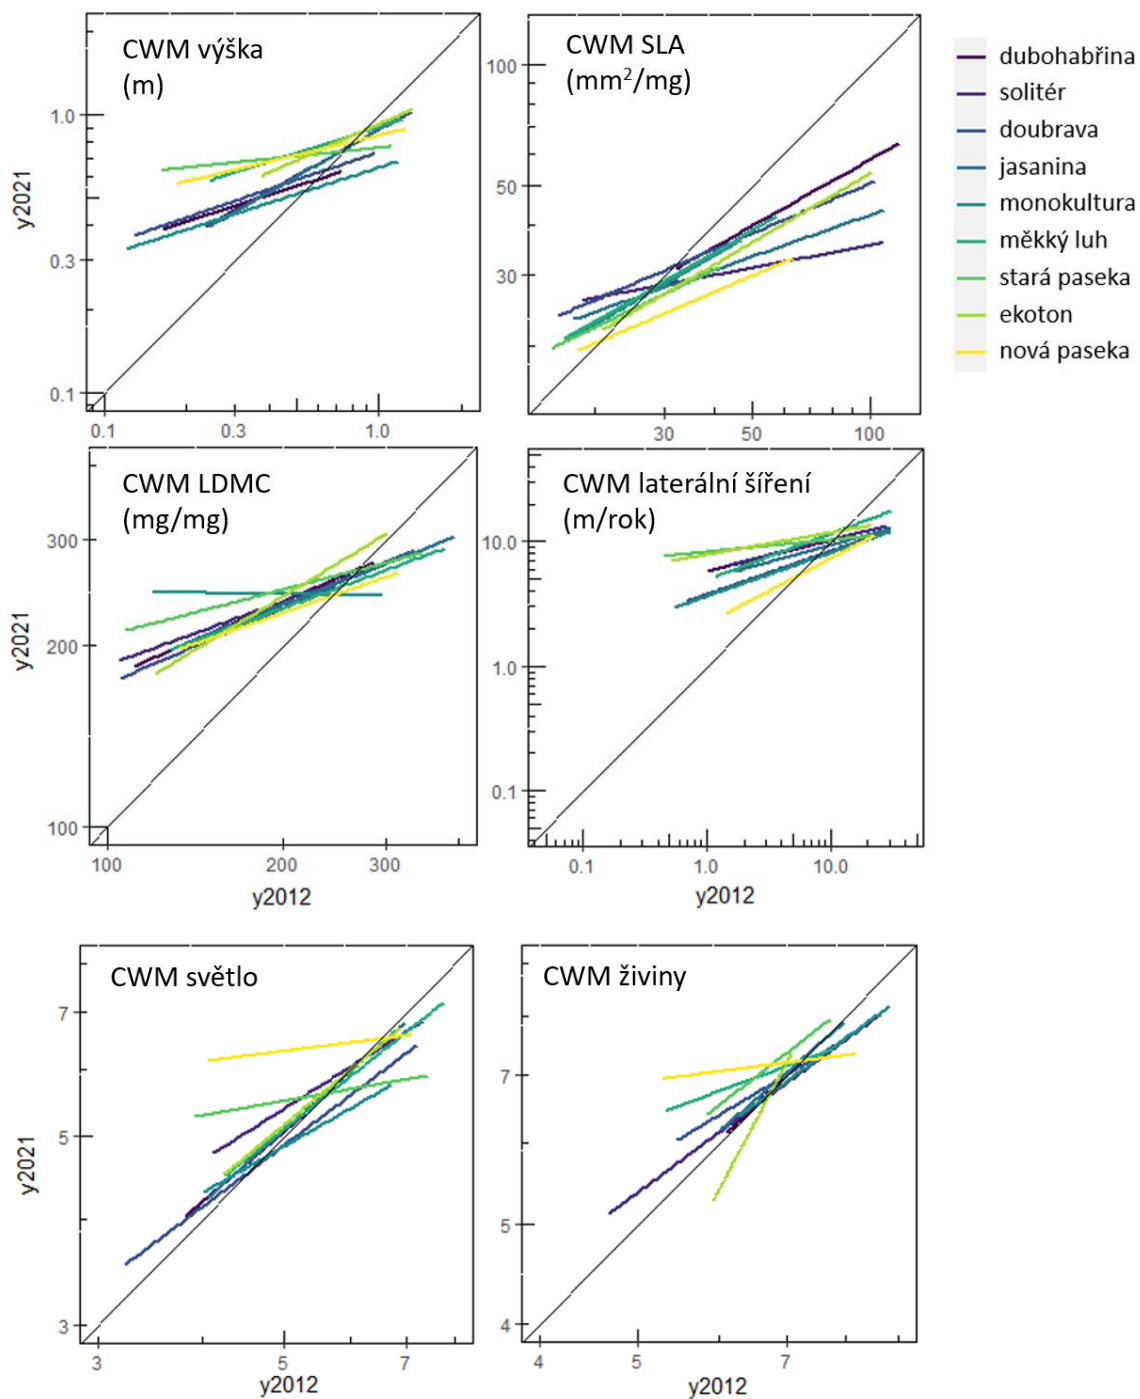 CWM výška
(m)
1.0
0.3
0.1
0.1
0.3
1.0
y2021
CWM SLA
(mm²/mg)
100
50
30
30
50
100
dubohabřina
solitér
doubrava
jasanina
monokultura
měkký luh
stará paseka
ekoton
nová paseka
CWM LDMC
(mg/mg)
300
200
100
100
200
300
y2021
y2012
CWM laterální šíření
(m/rok)
10.0
1.0
0.1
0.1
1.0
10.0
y2012
CWM světlo
7
5
3
3
5
7
y2021
y2012
CWM živiny
7
5
4
4
5
7
y2012